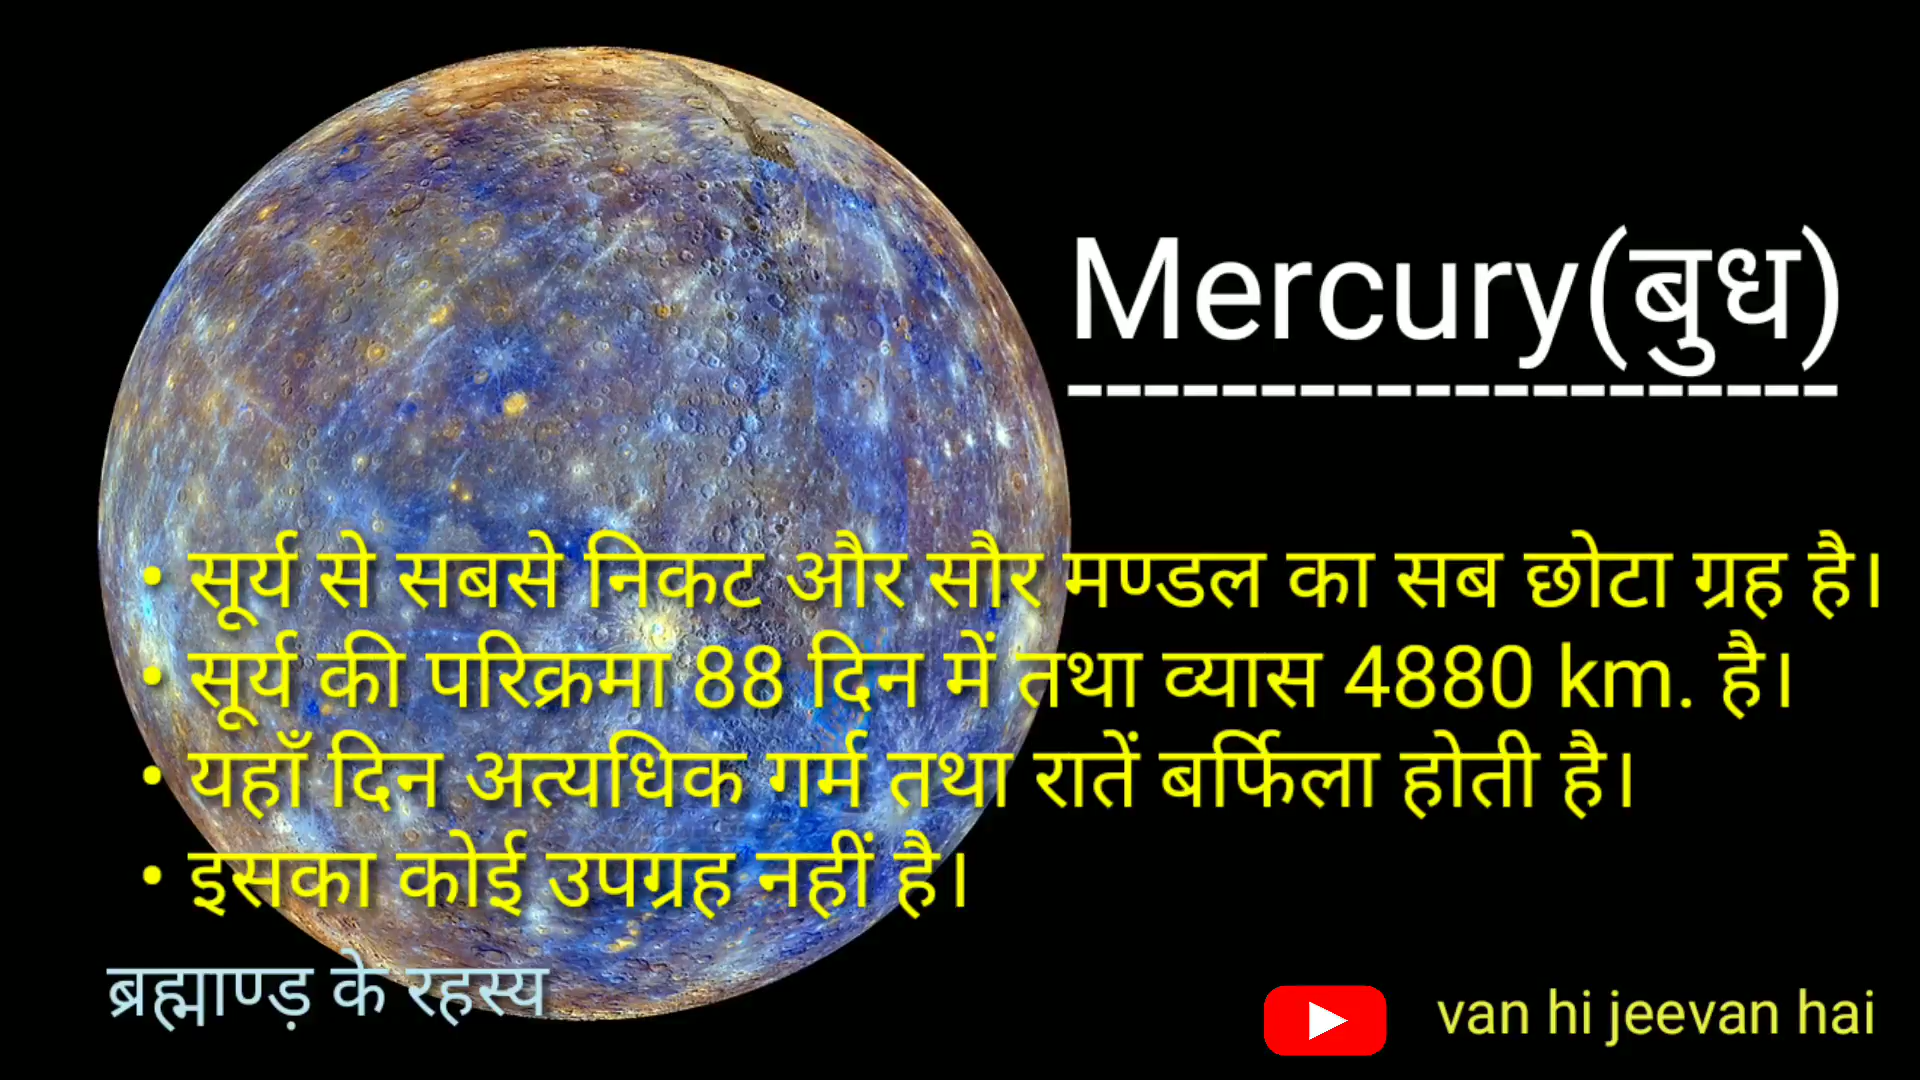 Mercury(बुध)
--------------------
• सूर्य से सबसे निकट और सौर मण्डल का सब छोटा ग्रह है।
• सूर्य की परिक्रमा 88 दिन में तथा व्यास 4880 km. है।
• यहाँ दिन अत्यधिक गर्म तथा रातें बर्फिला होती है।
• इसका कोई उपग्रह नहीं है।
ब्रह्माण्ड़ के रहस्य
van hi jeevan hai